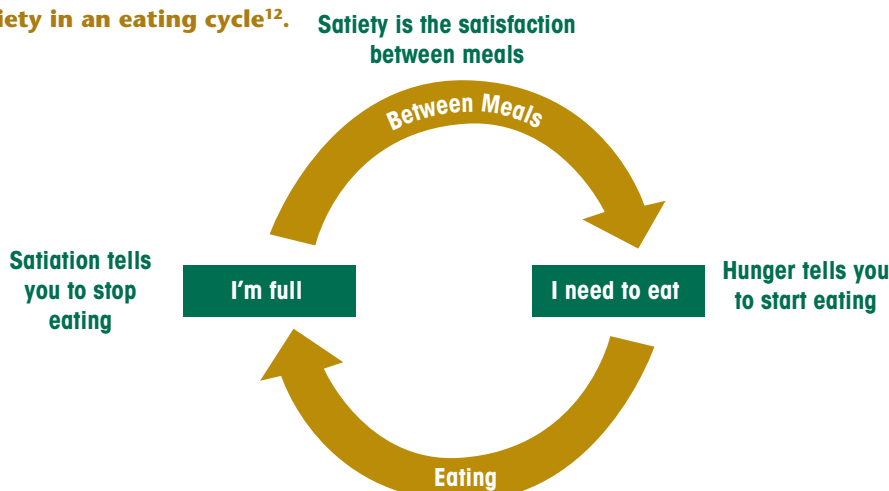 iety in an eating cycle¹².
Satiety is the satisfaction
between meals
Between Meals
Satiation tells
you to stop
eating
I'm full
I need to eat
Hunger tells you
to start eating
Eating